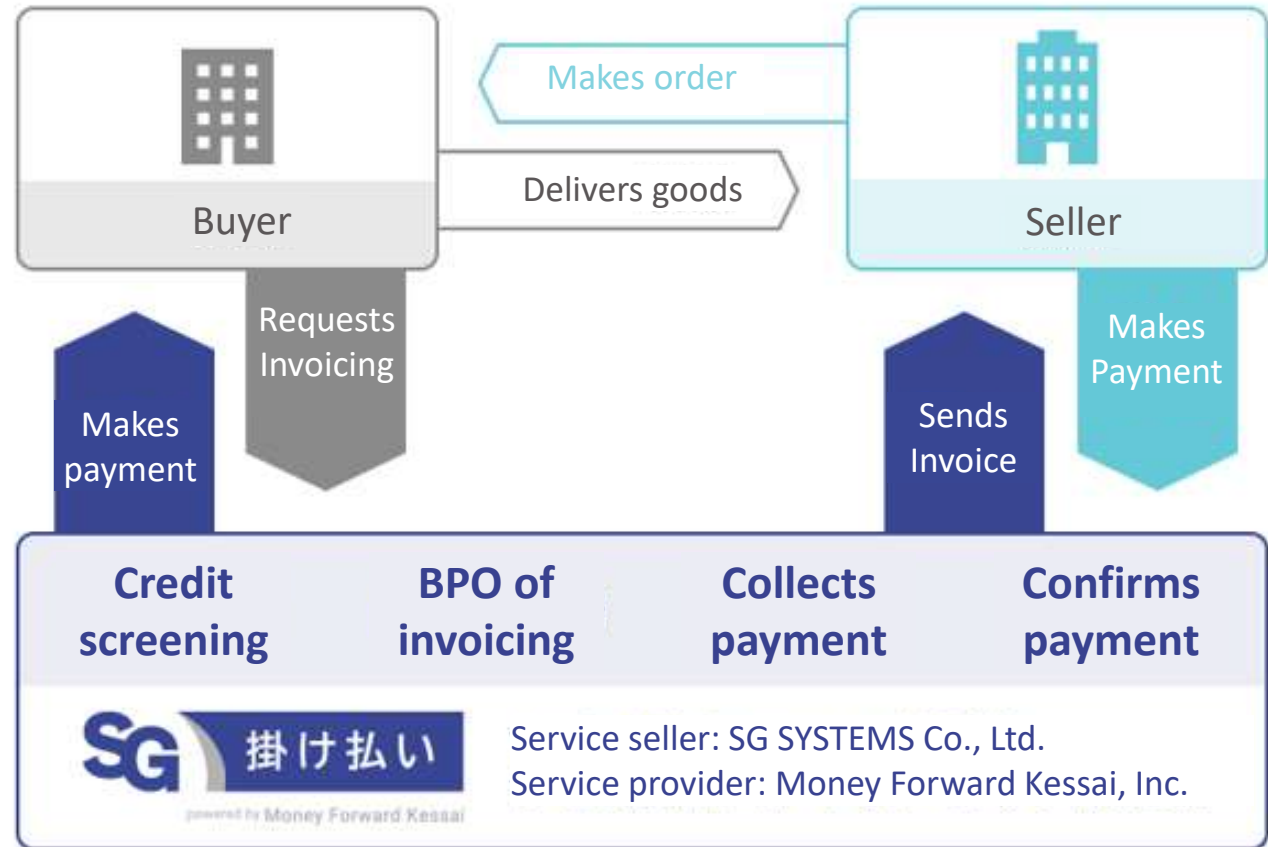 Makes order
Delivers goods
Buyer
Seller
Requests
Invoicing
Makes
Payment
Makes
payment
Sends
Invoice
Credit
screening
BPO of
invoicing
Collects
payment
Confirms
payment
SG 掛け払い
powered by Money Forward Kessai
Service seller: SG SYSTEMS Co., Ltd.
Service provider: Money Forward Kessai, Inc.